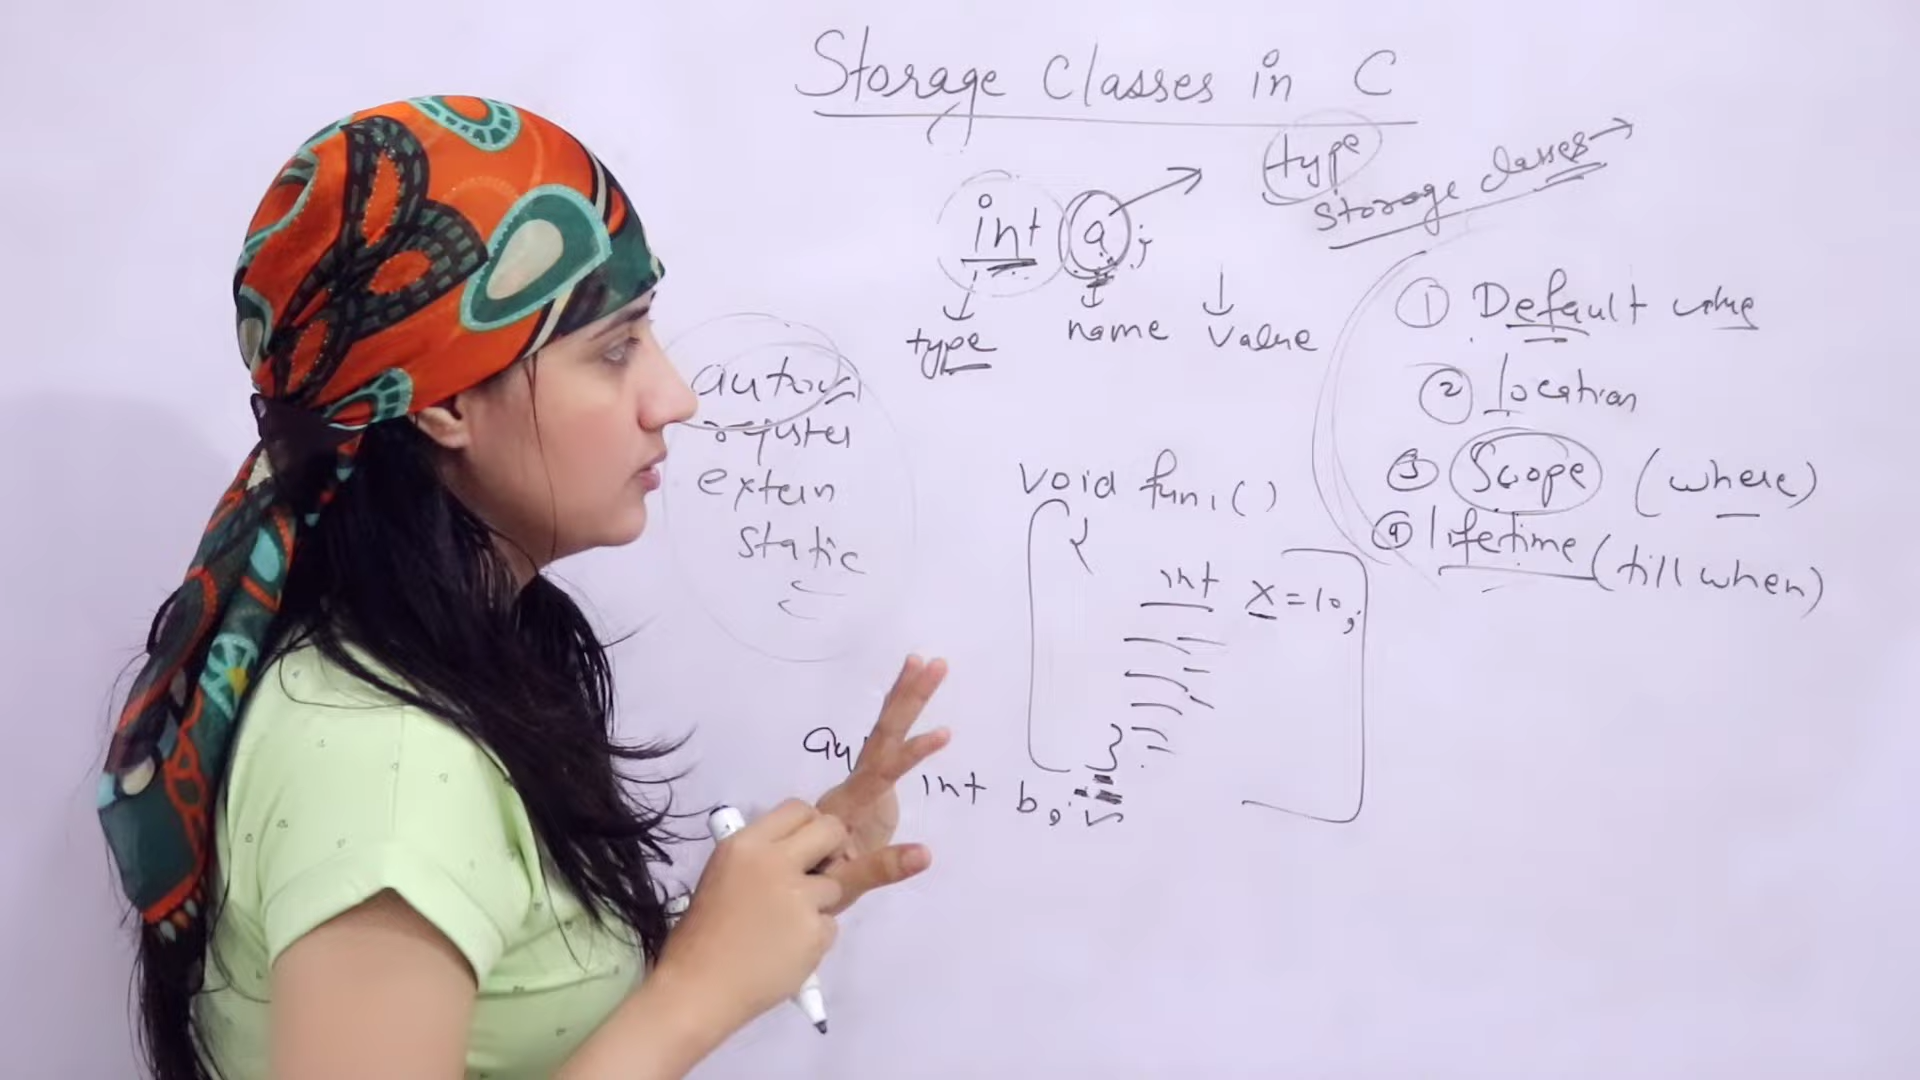 Storage Classes in C
type
Storage classes
int a;
type name value
auto
register
extern
static
① Default value
② location
③ Scope (where)
④ lifetime (till when)
void fun1()
{
int x=10;
}
int b;